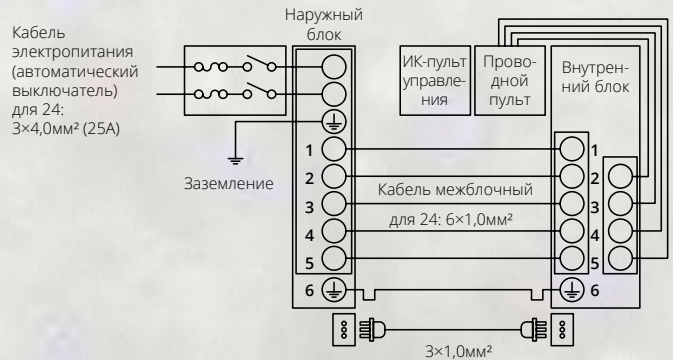 Кабель
электропитания
(автоматический
выключатель)
для 24:
3×4,0мм² (25А)
Наружный
блок
ИК-пульт
управле-
ния
Прово-
дной
пульт
Внутрен-
ний блок
Заземление
1
2
3
4
5
6
Кабель межблочный
для 24: 6×1,0мм²
1
2
3
4
5
6
3×1,0мм²